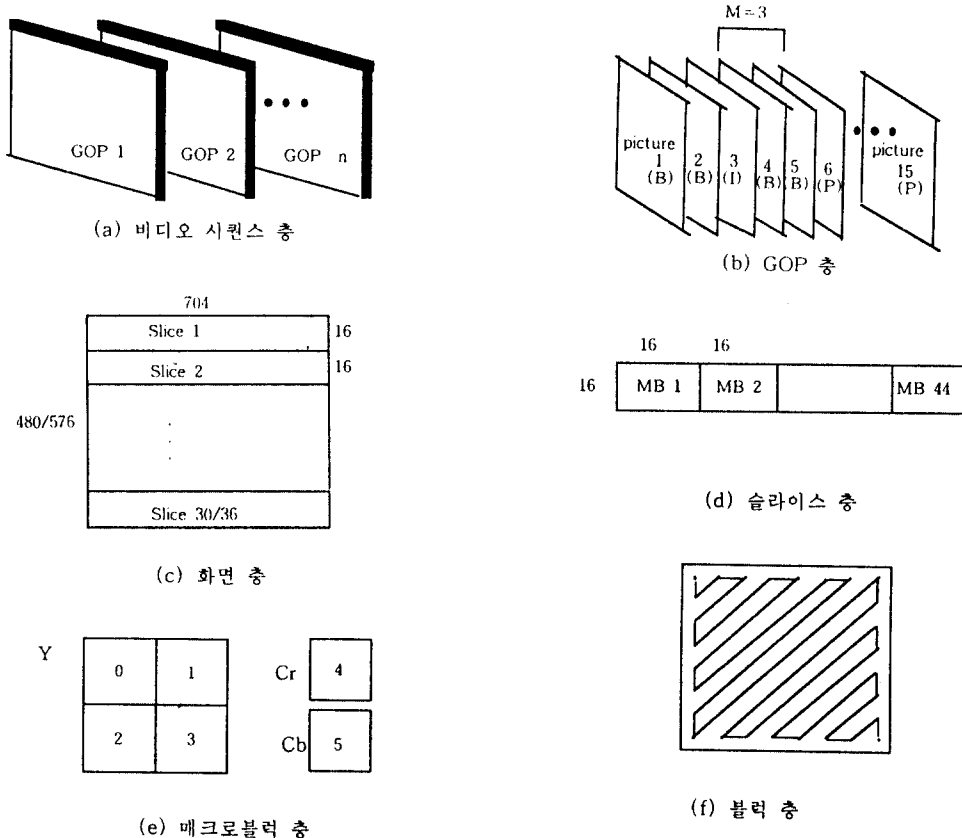 GOP 1
GOP 2
GOP n
(a) 비디오 시퀀스 층
M=3
picture
1
(B)
2
(B)
3
(I)
4
(B)
5
(B)
6
(P)
picture
15
(P)
(b) GOP 층
704
Slice 1
16
Slice 2
16
480/576
Slice 30/36
(c) 화면 층
16
16
16
MB 1
MB 2
MB 44
(d) 슬라이스 층
Y
0
1
2
3
Cr
4
Cb
5
(e) 매크로블럭 층
(f) 블럭 층